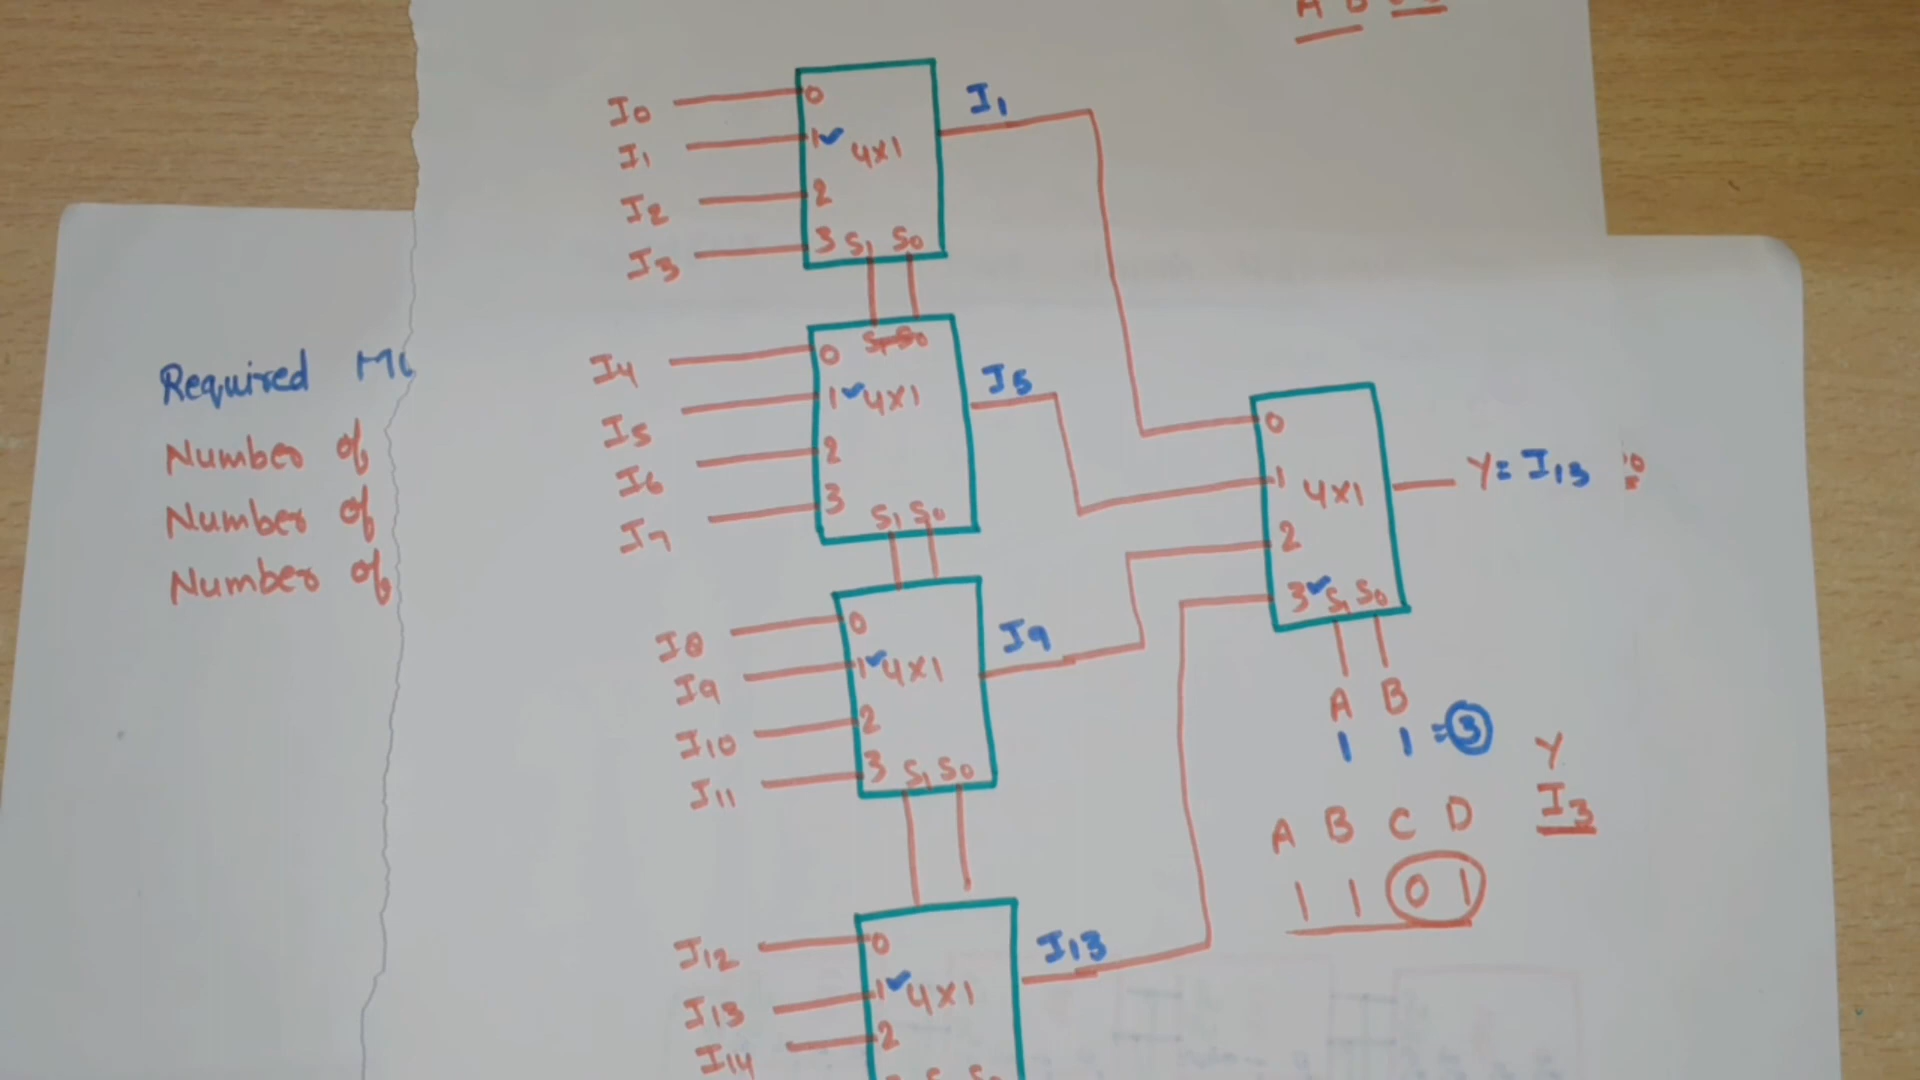 A B
I0 0 I1
I1 1 4x1
I2 2
I3 3 S1 S0
Required
I4 0 S1 S0
I5 1 4x1 I5
I6 2
I7 3 S1 S0
Number of
Number of
Number of
0
1 4x1 Y= I13
2
3 S1 S0
A B
1 1 =3
I8 0 I9
I9 1 4x1
I10 2
I11 3 S1 S0
Y
A B C D I3
1 1 0 1
I12 0 I13
I13 1 4x1
I14 2